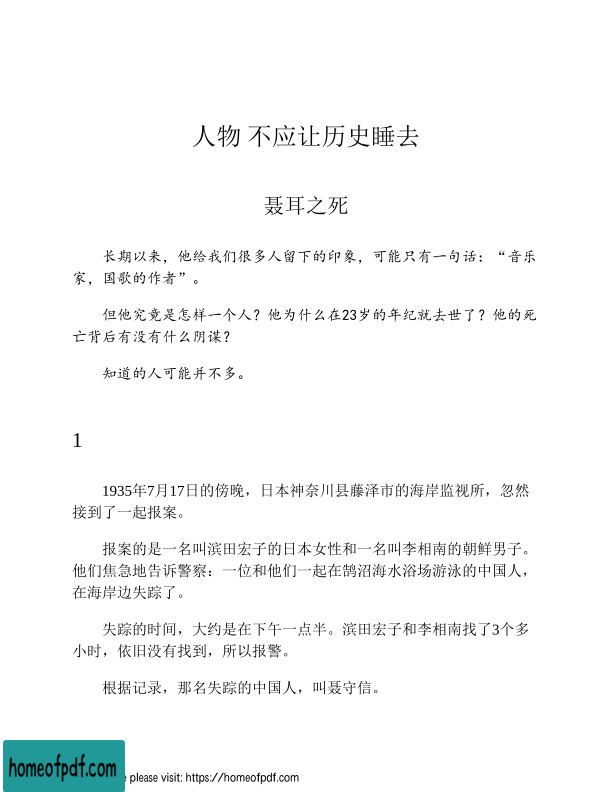 人物 不应让历史睡去
聂耳之死
长期以来，他给我们很多人留下的印象，可能只有一句话：“音乐
家，国歌的作者”。
但他究竟是怎样一个人？他为什么在23岁的年纪就去世了？他的死
亡背后有没有什么阴谋？
知道的人可能并不多。
1
1935年7月17日的傍晚，日本神奈川县藤泽市的海岸监视所，忽然
接到了一起报案。
报案的是一名叫滨田宏子的日本女性和一名叫李相南的朝鲜男子。
他们焦急地告诉警察：一位和他们一起在鹄沼海水浴场游泳的中国人，
在海岸边失踪了。
失踪的时间，大约是在下午一点半。滨田宏子和李相南找了3个多
小时，依旧没有找到，所以报警。
根据记录，那名失踪的中国人，叫聂守信。
homeofpdf.com
e please visit: https://homeofpdf.com